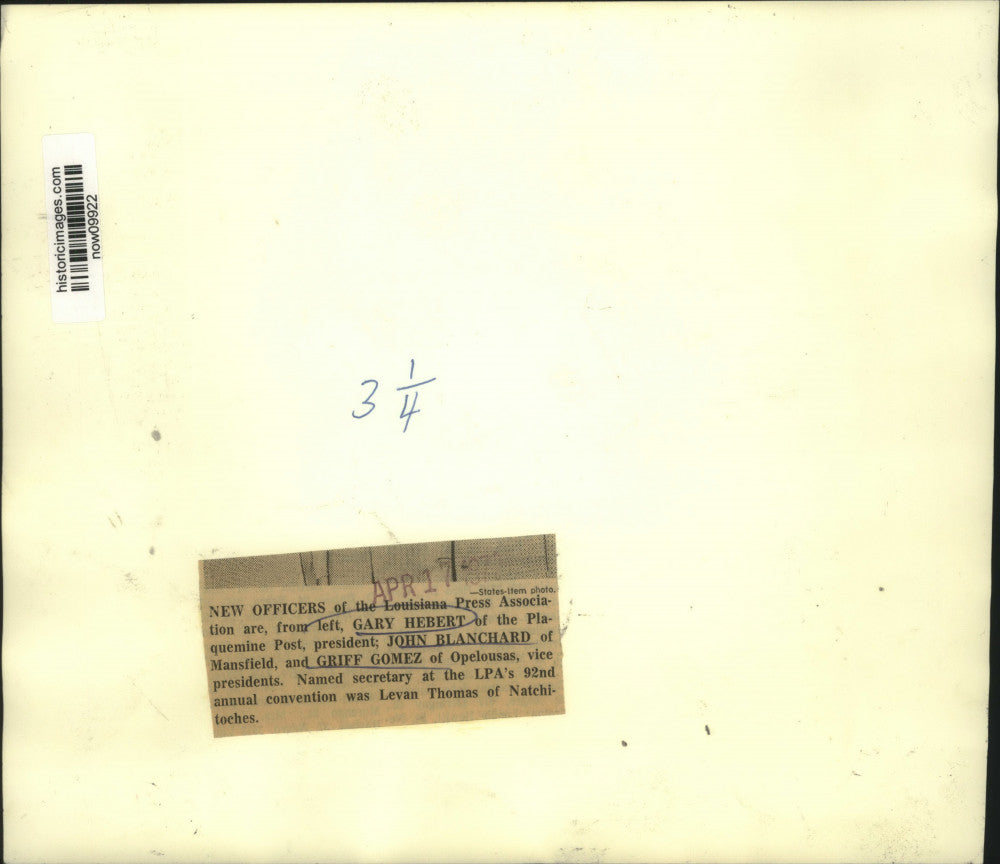 historicimages.com
now09922
3 1/4
APR 17
—States-Item photo.
NEW OFFICERS of the Louisiana Press Associa-
tion are, from left, GARY HEBERT of the Pla-
quemine Post, president; JOHN BLANCHARD of
Mansfield, and GRIFF GOMEZ of Opelousas, vice
presidents. Named secretary at the LPA's 92nd
annual convention was Levan Thomas of Natchi-
toches.